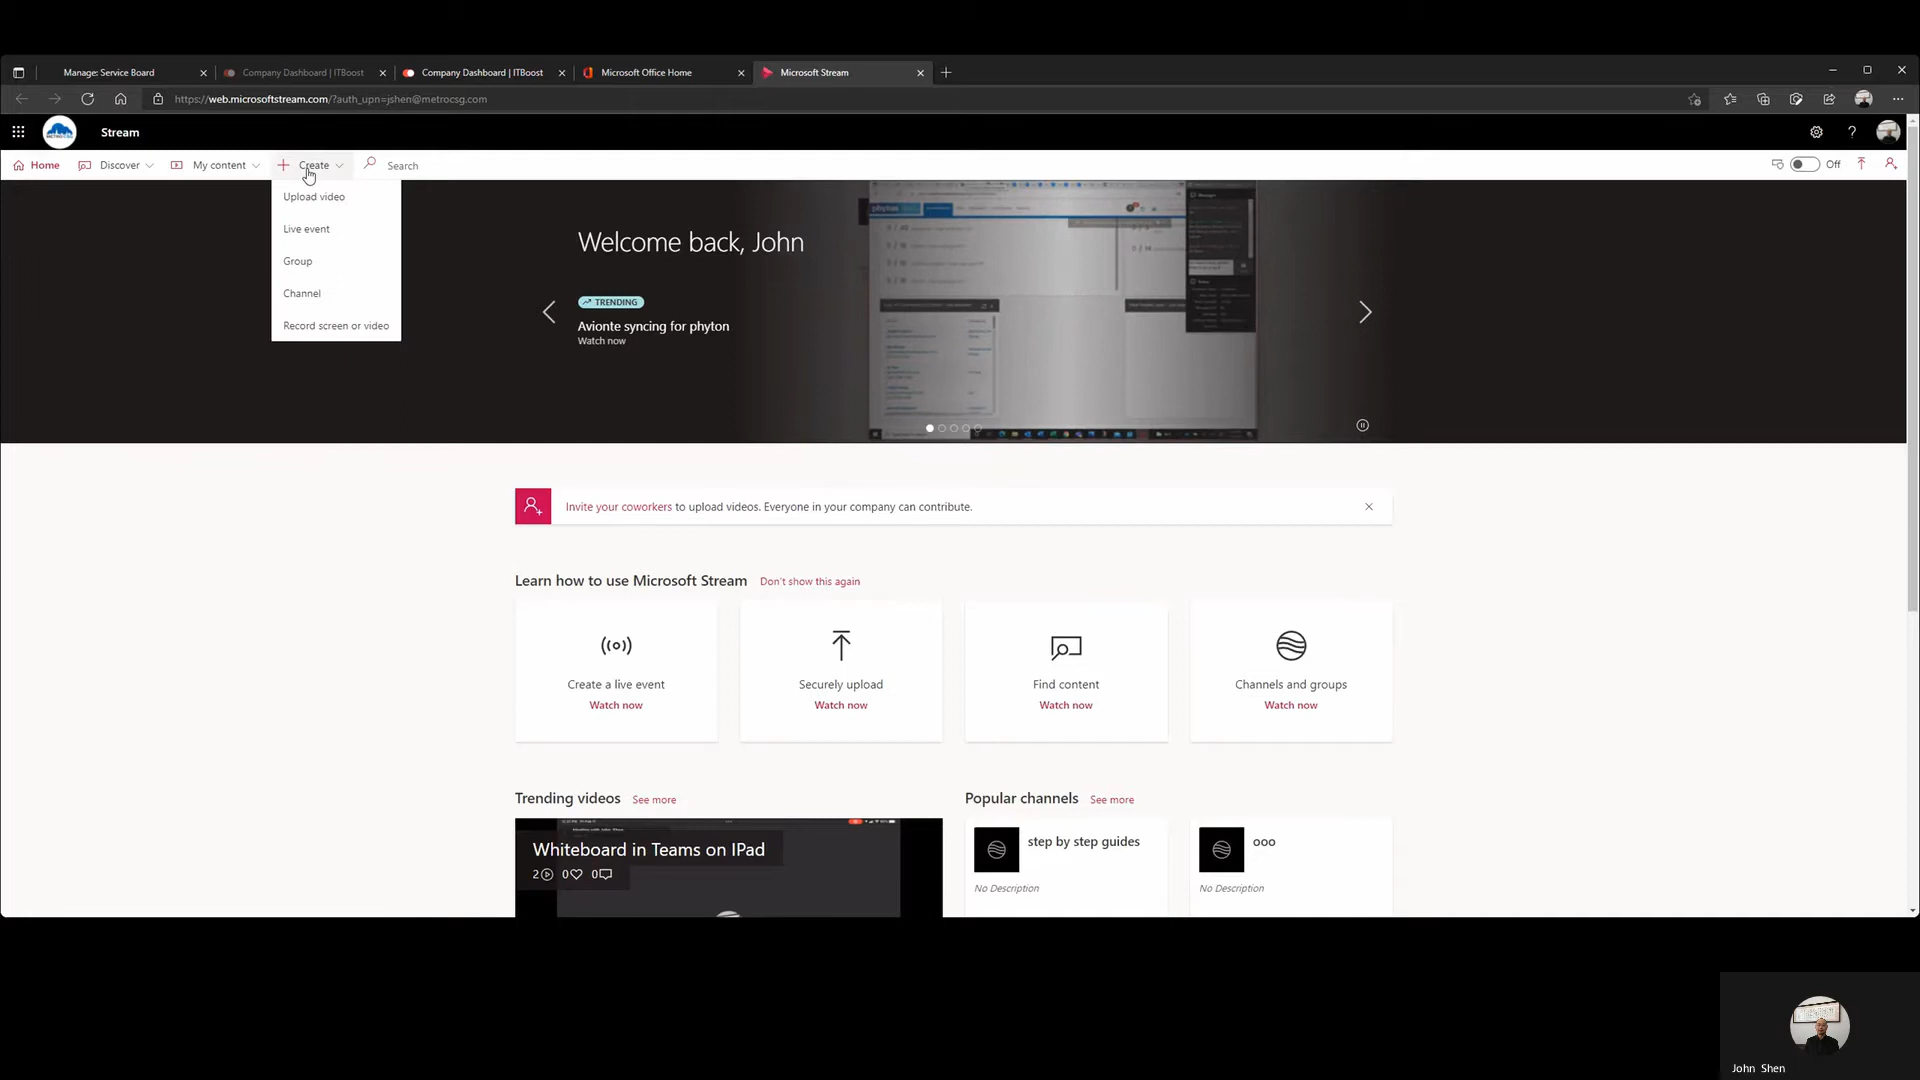 Manage: Service Board
Company Dashboard | ITBoost
Company Dashboard | ITBoost
Microsoft Office Home
Microsoft Stream
https://web.microsoftstream.com/?auth_upn=jshen@metrocsg.com
Stream
Home
Discover
My content
Create
Search
Off
Upload video
Live event
Group
Channel
Record screen or video
Welcome back, John
TRENDING
Avionte syncing for phyton
Watch now
Invite your coworkers to upload videos. Everyone in your company can contribute.
Learn how to use Microsoft Stream Don't show this again
Create a live event
Watch now
Securely upload
Watch now
Find content
Watch now
Channels and groups
Watch now
Trending videos See more
Whiteboard in Teams on IPad
2 0 0
Popular channels See more
step by step guides
No Description
ooo
No Description
John Shen